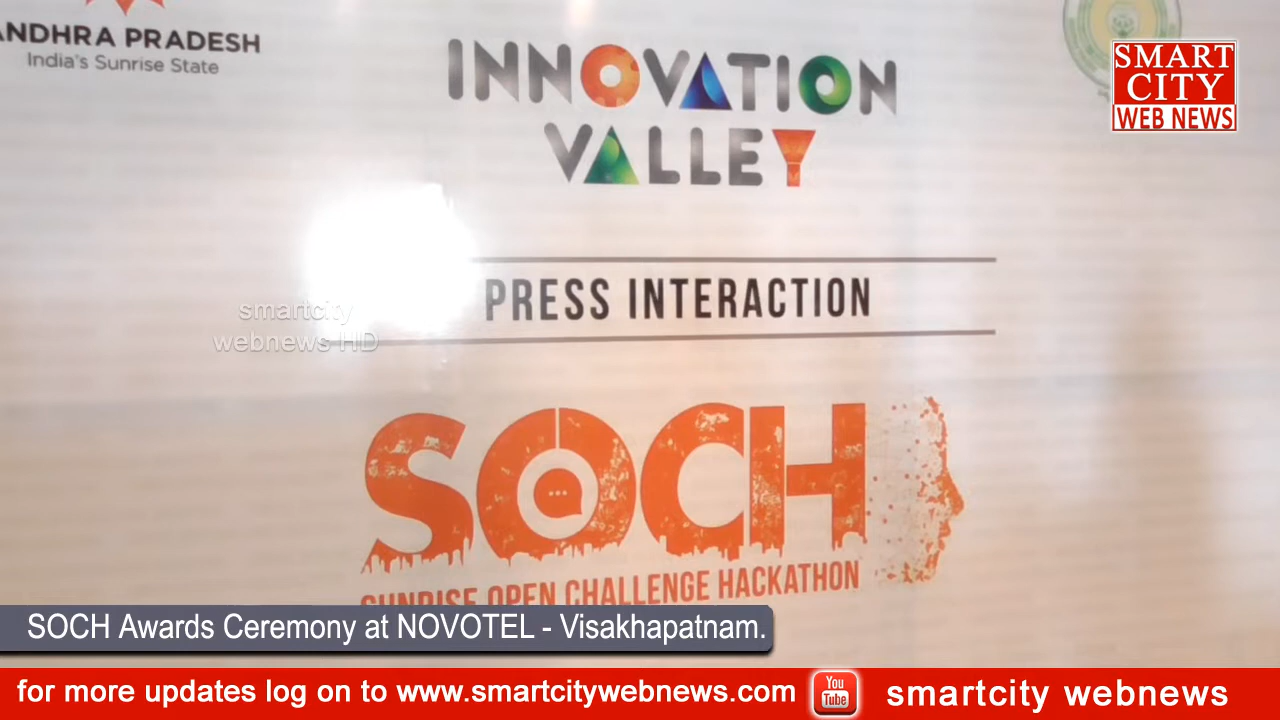 ANDHRA PRADESH
India's Sunrise State
INNOVATION
VALLEY
SMART
CITY
WEB NEWS
PRESS INTERACTION
smartcity
webnews HD
SOCH
SUNRISE OPEN CHALLENGE HACKATHON
SOCH Awards Ceremony at NOVOTEL - Visakhapatnam.
for more updates log on to www.smartcitywebnews.com
You
Tube
smartcity webnews